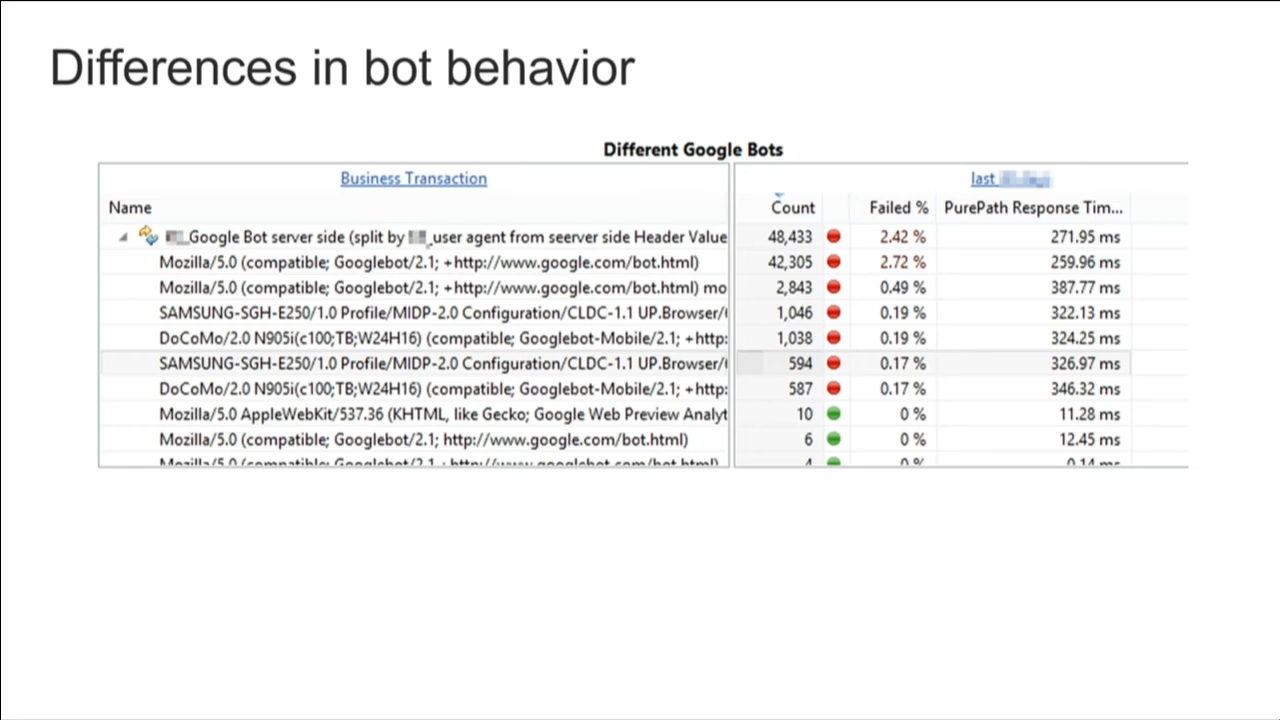 Differences in bot behavior
Different Google Bots
Business Transaction last
Name Count Failed % PurePath Response Tim...
_Google Bot server side (split by _user agent from seerver side Header Value 48,433 2.42 % 271.95 ms
Mozilla/5.0 (compatible; Googlebot/2.1; +http://www.google.com/bot.html) 42,305 2.72 % 259.96 ms
Mozilla/5.0 (compatible; Googlebot/2.1; +http://www.google.com/bot.html) mo 2,843 0.49 % 387.77 ms
SAMSUNG-SGH-E250/1.0 Profile/MIDP-2.0 Configuration/CLDC-1.1 UP.Browser/ 1,046 0.19 % 322.13 ms
DoCoMo/2.0 N905i(c100;TB;W24H16) (compatible; Googlebot-Mobile/2.1; +http: 1,038 0.19 % 324.25 ms
SAMSUNG-SGH-E250/1.0 Profile/MIDP-2.0 Configuration/CLDC-1.1 UP.Browser/ 594 0.17 % 326.97 ms
DoCoMo/2.0 N905i(c100;TB;W24H16) (compatible; Googlebot-Mobile/2.1; +http: 587 0.17 % 346.32 ms
Mozilla/5.0 AppleWebKit/537.36 (KHTML, like Gecko; Google Web Preview Analyt 10 0 % 11.28 ms
Mozilla/5.0 (compatible; Googlebot/2.1; http://www.google.com/bot.html) 6 0 % 12.45 ms